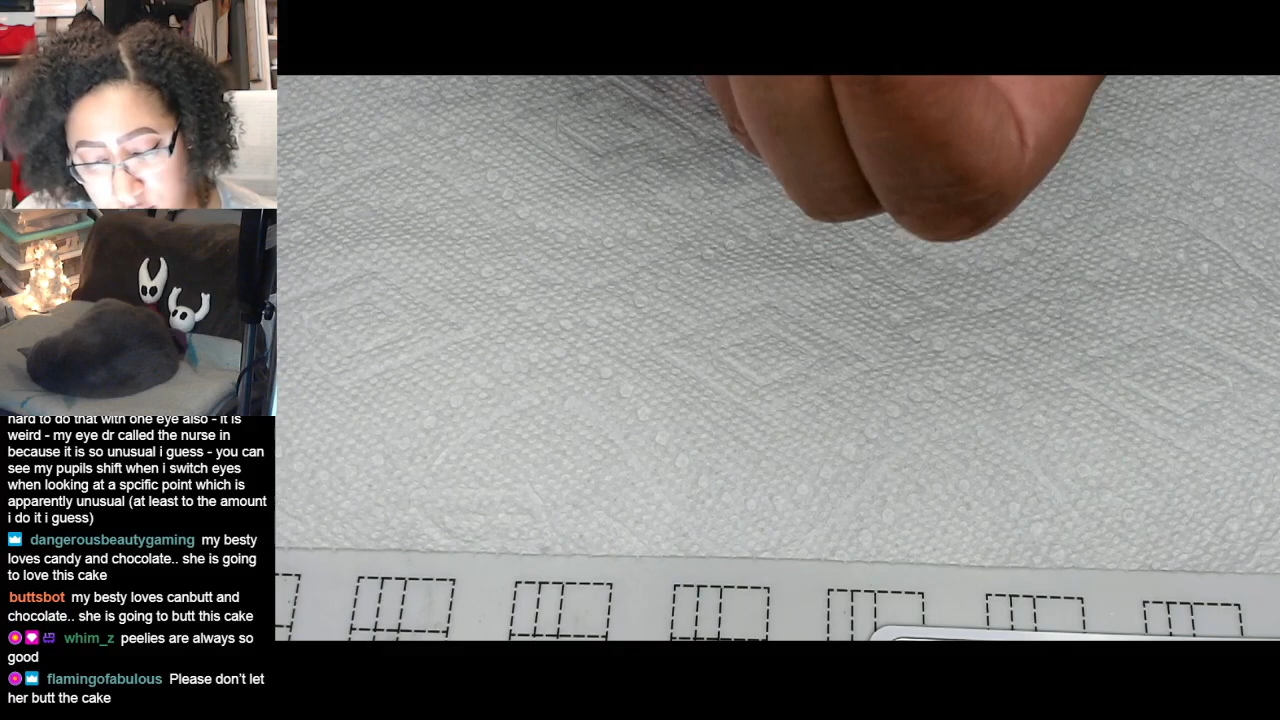 hard to do that with one eye also - it is
weird - my eye dr called the nurse in
because it is so unusual i guess - you can
see my pupils shift when i switch eyes
when looking at a spcific point which is
apparently unusual (at least to the amount
i do it i guess)
dangerousbeautygaming my besty
loves candy and chocolate.. she is going
to love this cake
buttsbot my besty loves canbutt and
chocolate.. she is going to butt this cake
whim_z peelies are always so
good
flamingofabulous Please don't let
her butt the cake